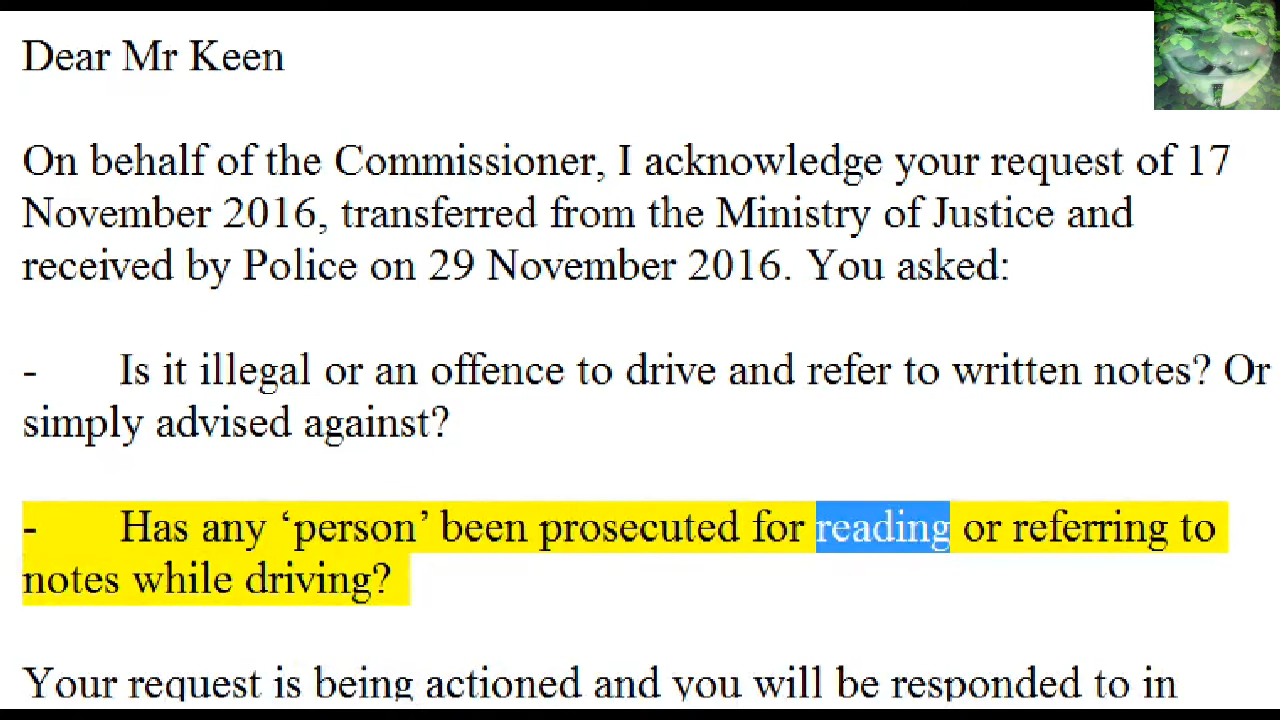 Dear Mr Keen
On behalf of the Commissioner, I acknowledge your request of 17
November 2016, transferred from the Ministry of Justice and
received by Police on 29 November 2016. You asked:
- Is it illegal or an offence to drive and refer to written notes? Or
simply advised against?
- Has any ‘person’ been prosecuted for reading or referring to
notes while driving?
Your request is being actioned and you will be responded to in